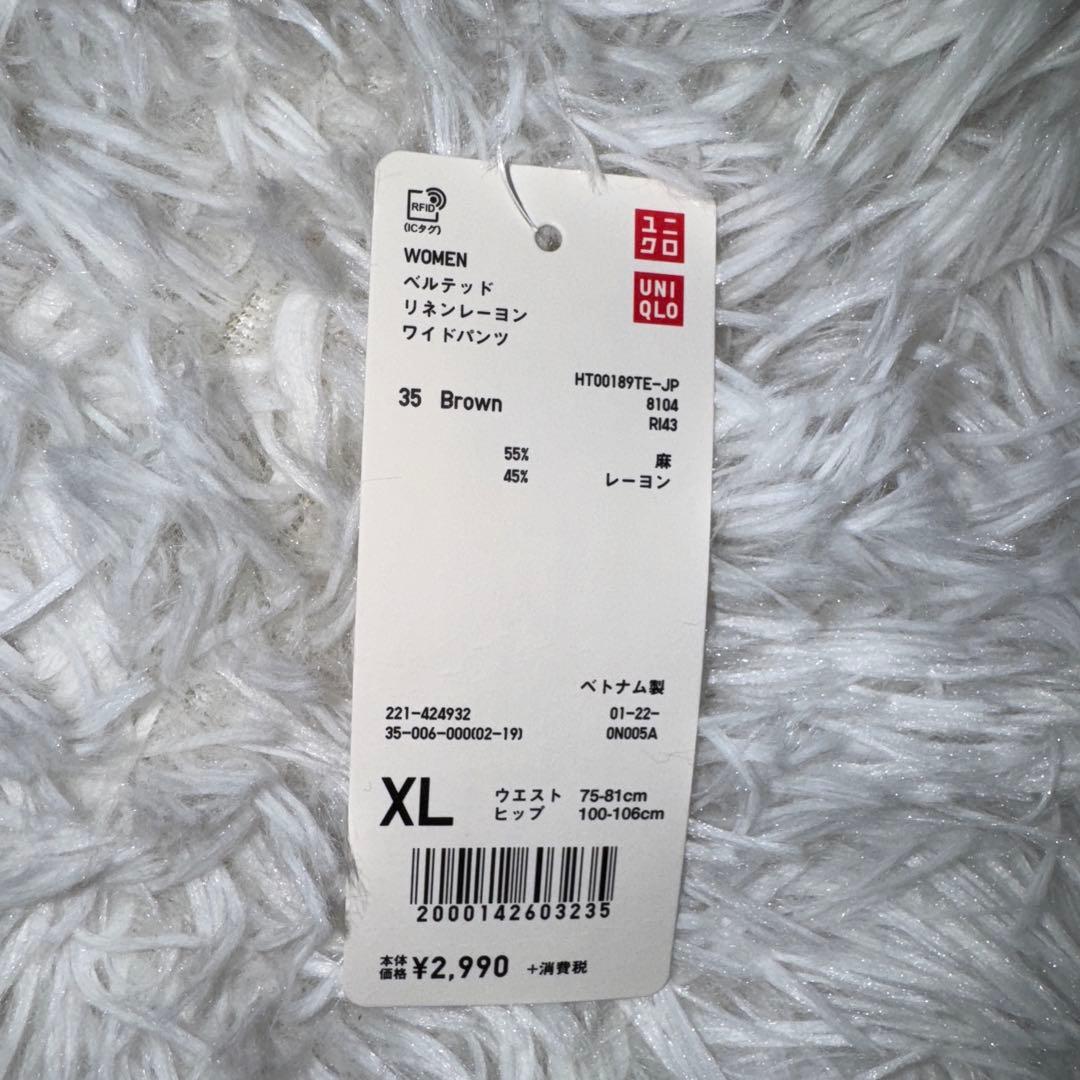 RFID
(ICタグ)
ユニ
クロ
UNI
QLO
WOMEN
ベルテッド
リネンレーヨン
ワイドパンツ
HT00189TE-JP
35 Brown
8104
RI43
55% 麻
45% レーヨン
ベトナム製
221-424932 01-22-
35-006-000(02-19) 0N005A
XL
ウエスト 75-81cm
ヒップ 100-106cm
2000142603235
本体価格 ¥2,990 +消費税